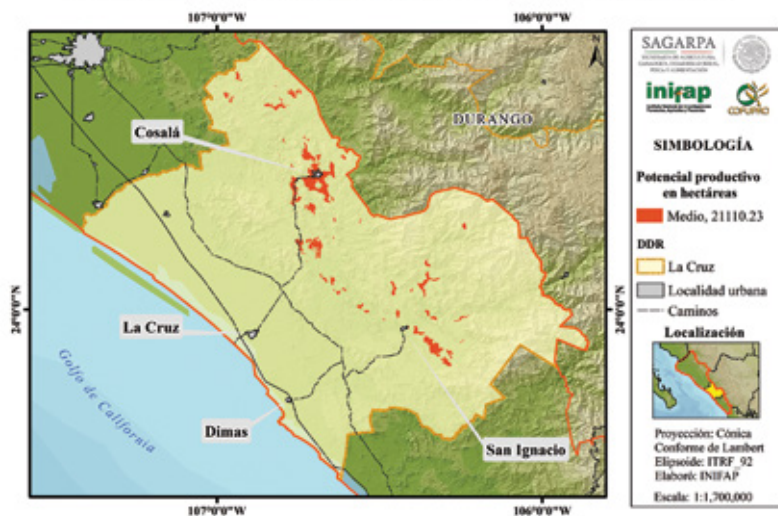 107°0'0"W
106°0'0"W
N
DURANGO
Cosalá
24°0'0"N
24°0'0"N
La Cruz
Golfo de California
Dimas
San Ignacio
107°0'0"W
106°0'0"W
SAGARPA
inifap
COFUPRO
SIMBOLOGÍA
Potencial productivo
en hectáreas
Medio, 21110.23
DDR
La Cruz
Localidad urbana
Caminos
Localización
Proyección: Cónica
Conforme de Lambert
Elipsoide: ITRF_92
Elaboró: INIFAP
Escala: 1:1,700,000